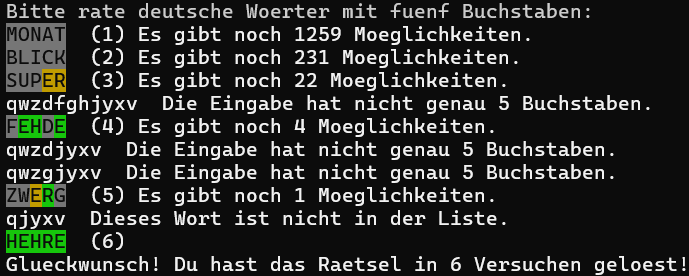 Bitte rate deutsche Woerter mit fuenf Buchstaben:
MONAT (1) Es gibt noch 1259 Moeglichkeiten.
BLICK (2) Es gibt noch 231 Moeglichkeiten.
SUPER (3) Es gibt noch 22 Moeglichkeiten.
qwzdfghjyxv Die Eingabe hat nicht genau 5 Buchstaben.
FEHDE (4) Es gibt noch 4 Moeglichkeiten.
qwzdjyxv Die Eingabe hat nicht genau 5 Buchstaben.
qwzgjyxv Die Eingabe hat nicht genau 5 Buchstaben.
ZWERG (5) Es gibt noch 1 Moeglichkeiten.
qjyxv Dieses Wort ist nicht in der Liste.
HEHRE (6)
Glueckwunsch! Du hast das Raetsel in 6 Versuchen geloest!